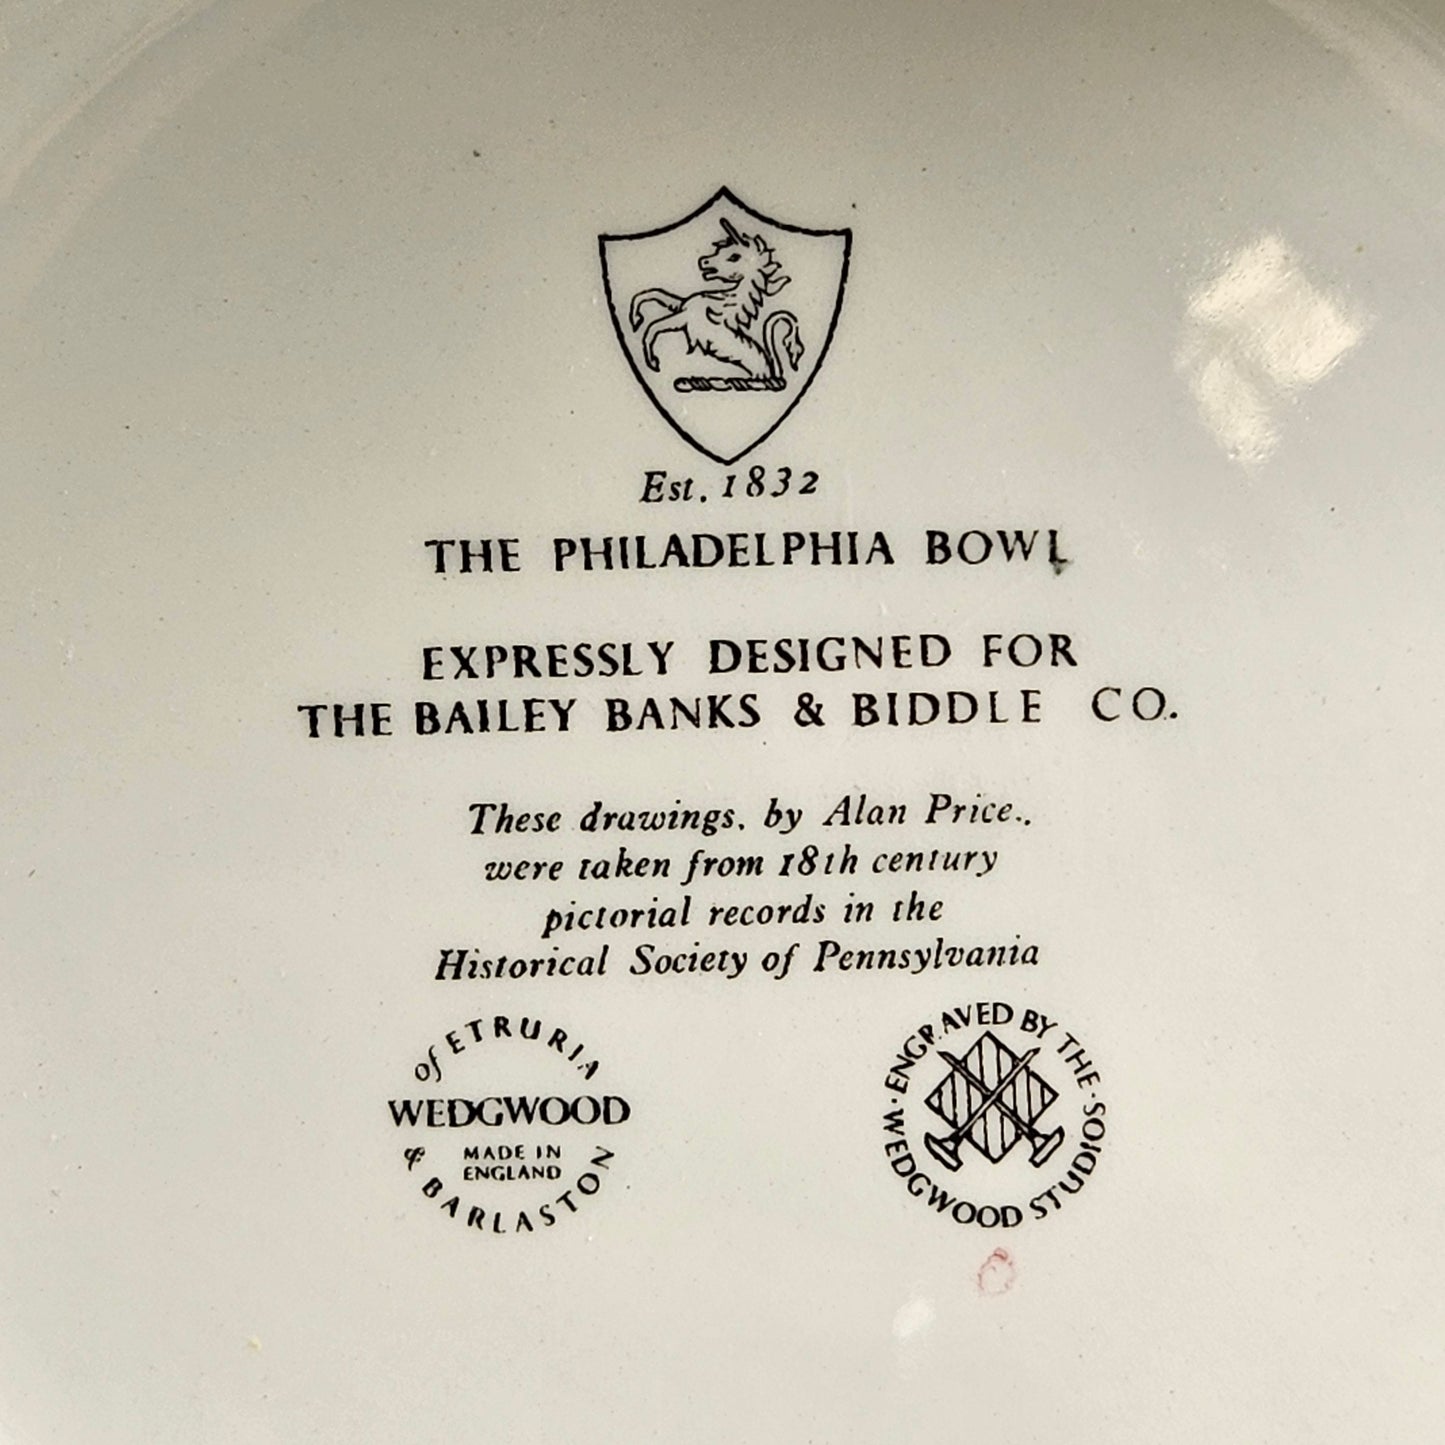 Est. 1832
THE PHILADELPHIA BOWL
EXPRESSLY DESIGNED FOR
THE BAILEY BANKS & BIDDLE CO.
These drawings, by Alan Price.,
were taken from 18th century
pictorial records in the
Historical Society of Pennsylvania
of ETRURIA
WEDGWOOD
MADE IN
ENGLAND
& BARLASTON
ENGRAVED BY THE
WEDGWOOD STUDIOS